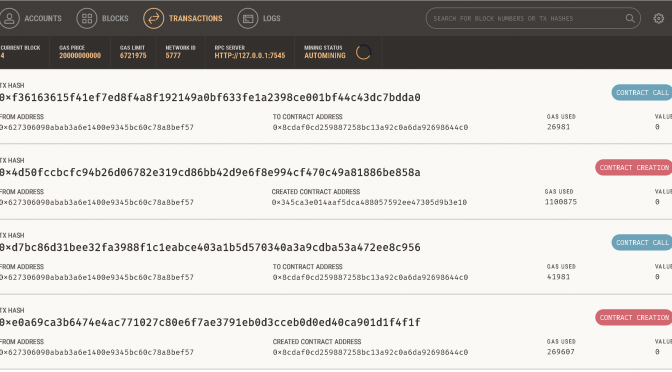 ACCOUNTS BLOCKS TRANSACTIONS LOGS SEARCH FOR BLOCK NUMBERS OR TX HASHES
CURRENT BLOCK GAS PRICE GAS LIMIT NETWORK ID RPC SERVER MINING STATUS
4 20000000000 6721975 5777 HTTP://127.0.0.1:7545 AUTOMINING
TX HASH
0×f36163615f41ef7ed8f4a8f192149a0bf633fe1a2398ce001bf44c43dc7bdda0 CONTRACT CALL
FROM ADDRESS TO CONTRACT ADDRESS GAS USED VALUE
0×627306090abab3a6e1400e9345bc60c78a8bef57 0×8cdaf0cd259887258bc13a92c0a6da92698644c0 26981 0
TX HASH
0×4d50fccbcfc94b26d06782e319cd86bb42d9e6f8e994cf470c49a81886be858a CONTRACT CREATION
FROM ADDRESS CREATED CONTRACT ADDRESS GAS USED VALUE
0×627306090abab3a6e1400e9345bc60c78a8bef57 0×345ca3e014aaf5dca488057592ee47305d9b3e10 1100875 0
TX HASH
0×d7bc86d31bee32fa3988f1c1eabce403a1b5d570340a3a9cdba53a472ee8c956 CONTRACT CALL
FROM ADDRESS TO CONTRACT ADDRESS GAS USED VALUE
0×627306090abab3a6e1400e9345bc60c78a8bef57 0×8cdaf0cd259887258bc13a92c0a6da92698644c0 41981 0
TX HASH
0×e0a69ca3b6474e4ac771027c80e6f7ae3791eb0d3cceb0d0ed40ca901d1f4f1f CONTRACT CREATION
FROM ADDRESS CREATED CONTRACT ADDRESS GAS USED VALUE
0×627306090abab3a6e1400e9345bc60c78a8bef57 0×8cdaf0cd259887258bc13a92c0a6da92698644c0 269607 0